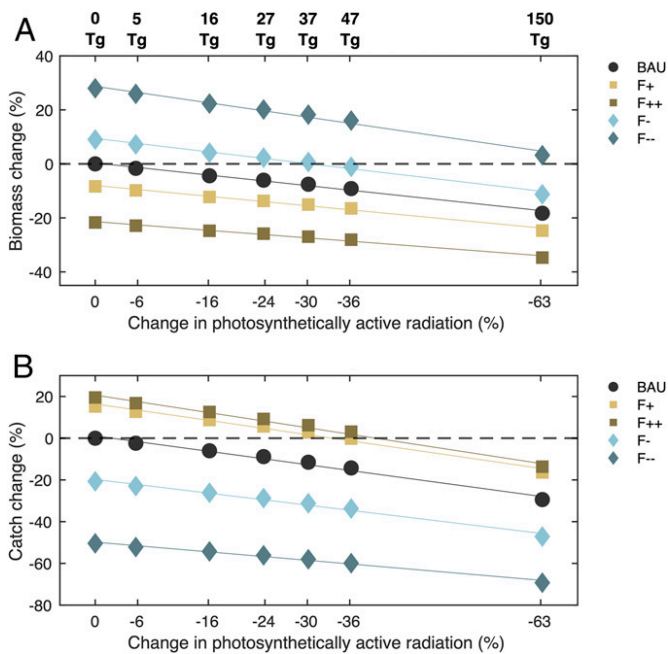 0 5 16 27 37 47 150
Tg Tg Tg Tg Tg Tg Tg
A
40
20
0
-20
-40
Biomass change (%)
0 -6 -16 -24 -30 -36 -63
Change in photosynthetically active radiation (%)
BAU
F+
F++
F-
F--
B
20
0
-20
-40
-60
-80
Catch change (%)
0 -6 -16 -24 -30 -36 -63
Change in photosynthetically active radiation (%)
BAU
F+
F++
F-
F--